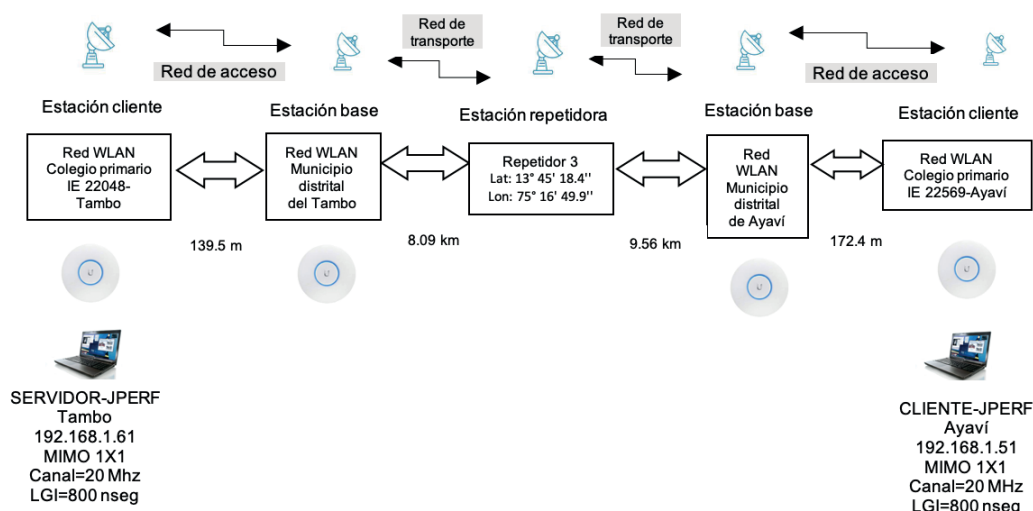 Red de
transporte
Red de
transporte
Red de acceso
Red de acceso
Estación cliente
Estación base
Estación repetidora
Estación base
Estación cliente
Red WLAN
Colegio primario
IE 22048-
Tambo
Red WLAN
Municipio
distrital
del Tambo
Repetidor 3
Lat: 13° 45' 18.4''
Lon: 75° 16' 49.9''
Red
WLAN
Municipio
distrital
de Ayaví
Red WLAN
Colegio primario
IE 22569-Ayaví
139.5 m
8.09 km
9.56 km
172.4 m
SERVIDOR-JPERF
Tambo
192.168.1.61
MIMO 1X1
Canal=20 Mhz
LGI=800 nseg
CLIENTE-JPERF
Ayaví
192.168.1.51
MIMO 1X1
Canal=20 MHz
LGI=800 nseg